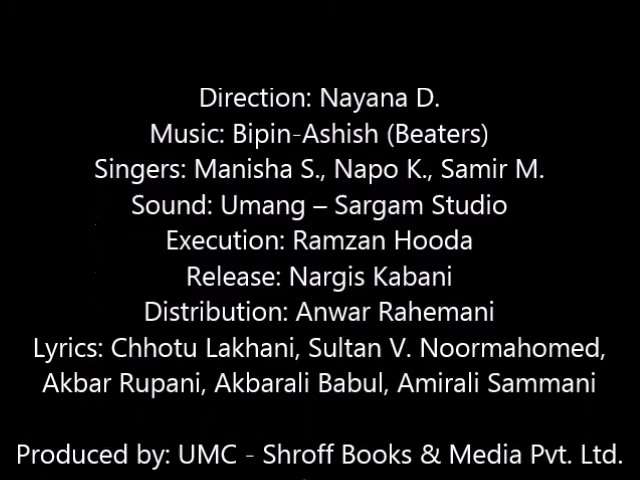 Direction: Nayana D.
Music: Bipin-Ashish (Beaters)
Singers: Manisha S., Napo K., Samir M.
Sound: Umang – Sargam Studio
Execution: Ramzan Hooda
Release: Nargis Kabani
Distribution: Anwar Rahemani
Lyrics: Chhotu Lakhani, Sultan V. Noormahomed,
Akbar Rupani, Akbarali Babul, Amirali Sammani
Produced by: UMC - Shroff Books & Media Pvt. Ltd.